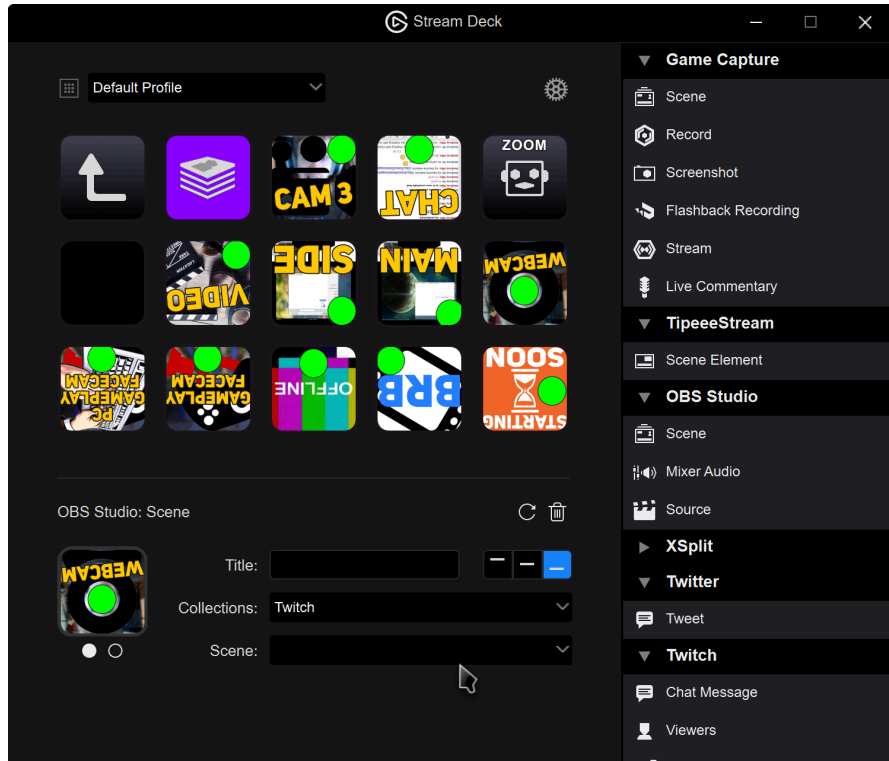 Stream Deck
Default Profile
CAM 3
CHAT
ZOOM
VIDEO
SIDE
MAIN
WEBCAM
WEBCAM
GAMEPLAY
PC
FACECAM
WEBCAM
GAMEPLAY
FACECAM
OFFLINE
BRB
SOON
STARTING
OBS Studio: Scene
WEBCAM
Title:
Collections:
Twitch
Scene:
Game Capture
Scene
Record
Screenshot
Flashback Recording
Stream
Live Commentary
TipeeeStream
Scene Element
OBS Studio
Scene
Mixer Audio
Source
XSplit
Twitter
Tweet
Twitch
Chat Message
Viewers